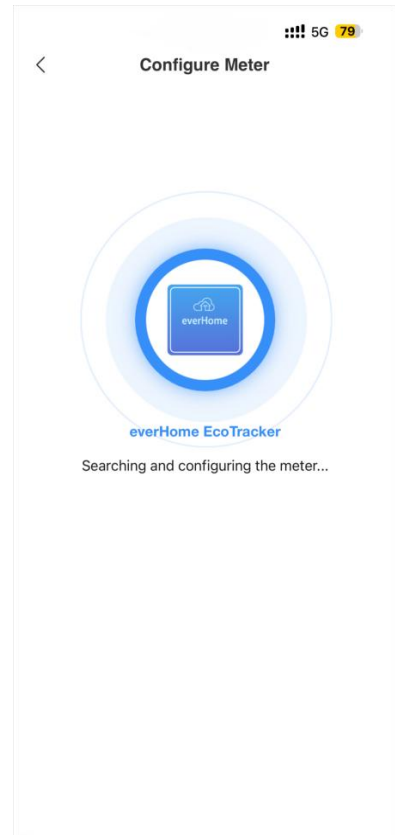 5G 79
Configure Meter
everHome
everHome EcoTracker
Searching and configuring the meter...